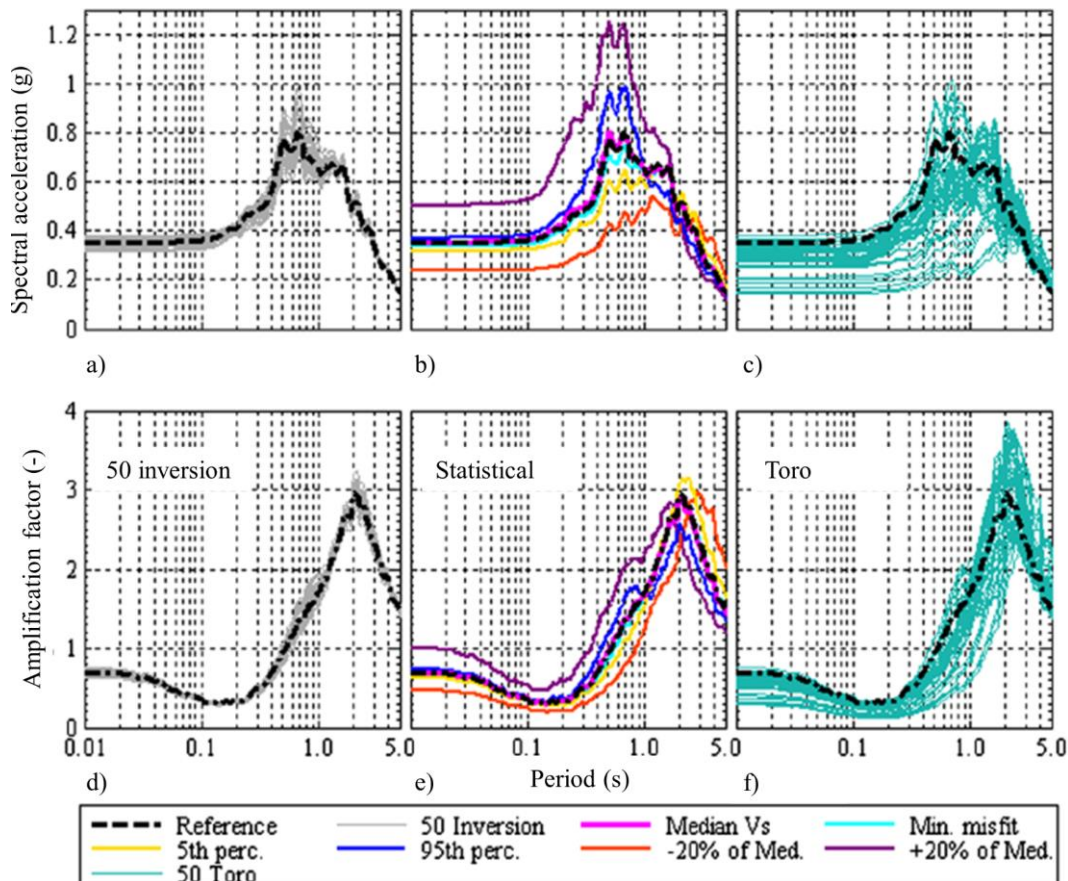 1.2
1
0.8
0.6
0.4
0.2
0
Spectral acceleration (g)
a)
b)
c)
4
3
2
1
0
Amplification factor (-)
50 inversion
Statistical
Toro
0.01 0.1 1.0 5.0
0.1 1.0 5.0
0.1 1.0 5.0
d)
e)
Period (s)
f)
Reference
50 Inversion
Median Vs
Min. misfit
5th perc.
95th perc.
-20% of Med.
+20% of Med.
50 Toro